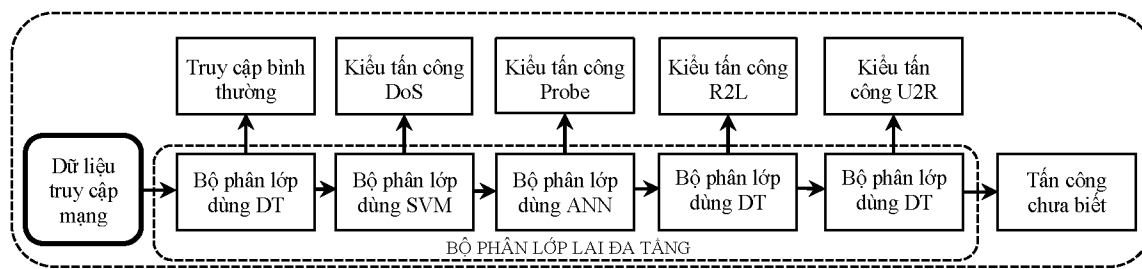 Truy cập bình
thường
Kiểu tấn công
DoS
Kiểu tấn công
Probe
Kiểu tấn công
R2L
Kiểu tấn
công U2R
Dữ liệu
truy cập
mạng
Bộ phân lớp
dùng DT
Bộ phân lớp
dùng SVM
Bộ phân lớp
dùng ANN
Bộ phân lớp
dùng DT
Bộ phân lớp
dùng DT
Tấn công
chưa biết
BỘ PHÂN LỚP LAI ĐA TẦNG